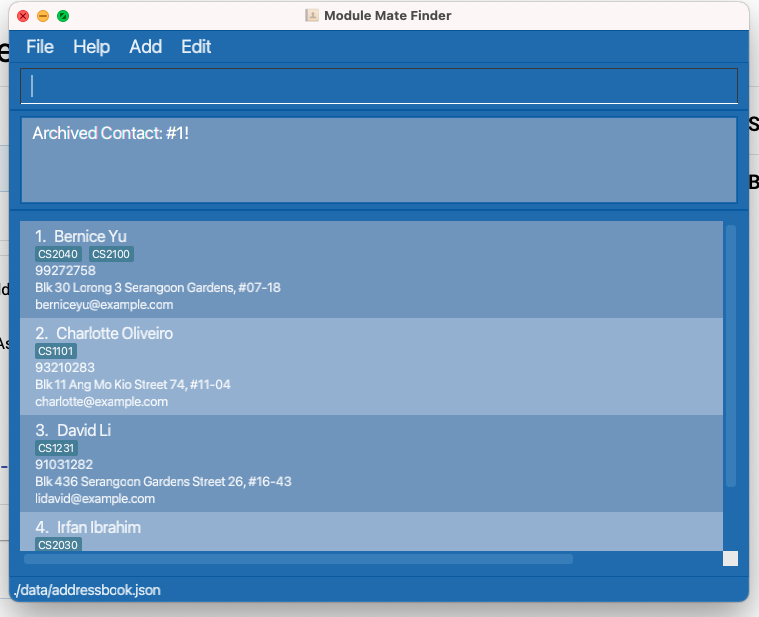 Module Mate Finder
File Help Add Edit
Archived Contact: #1!
1. Bernice Yu
CS2040 CS2100
99272758
Blk 30 Lorong 3 Serangoon Gardens, #07-18
berniceyu@example.com
2. Charlotte Oliveiro
CS1101
93210283
Blk 11 Ang Mo Kio Street 74, #11-04
charlotte@example.com
3. David Li
CS1231
91031282
Blk 436 Serangoon Gardens Street 26, #16-43
lidavid@example.com
4. Irfan Ibrahim
CS2030
./data/addressbook.json